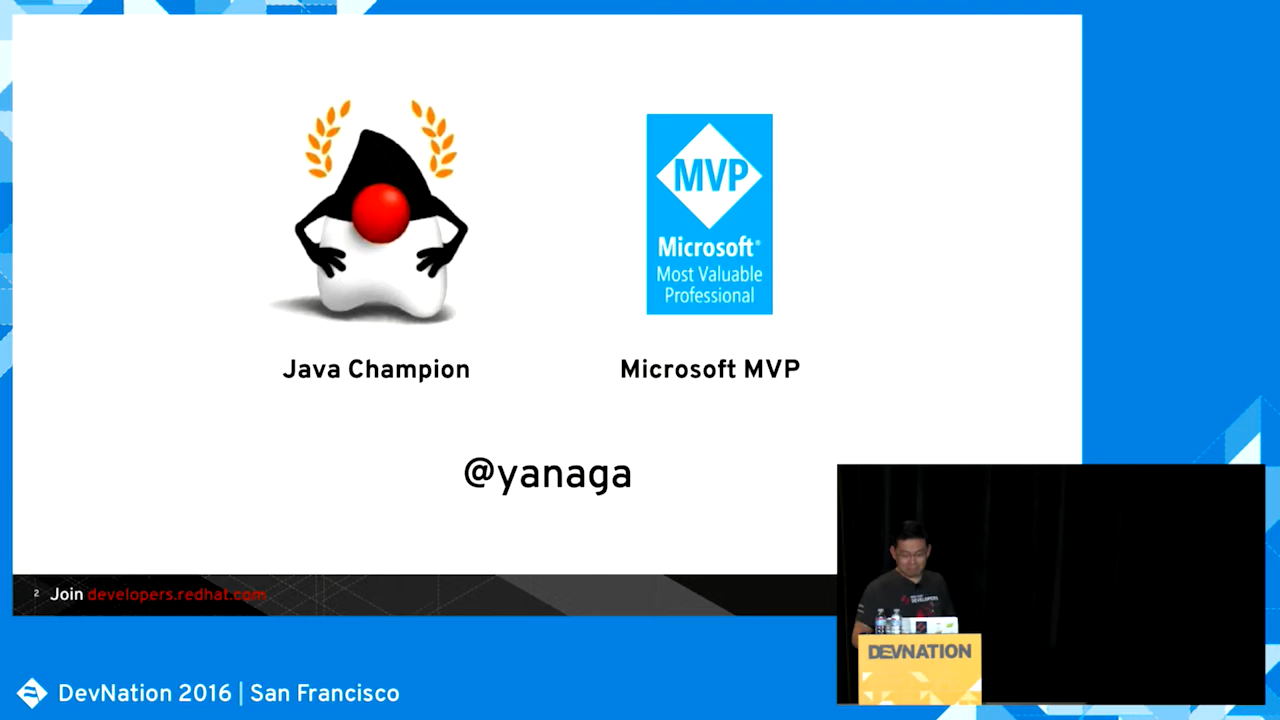 MVP
Microsoft®
Most Valuable
Professional
Java Champion
Microsoft MVP
@yanaga
2 Join developers.redhat.com
DEVELOPERS
DEVNATION
DevNation 2016 | San Francisco